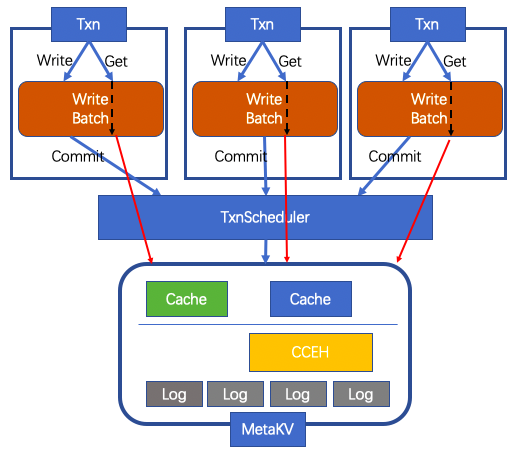 Txn
Txn
Txn
Write
Get
Write
Get
Write
Get
Write
Batch
Write
Batch
Write
Batch
Commit
Commit
Commit
TxnScheduler
Cache
Cache
CCEH
Log
Log
Log
Log
MetaKV